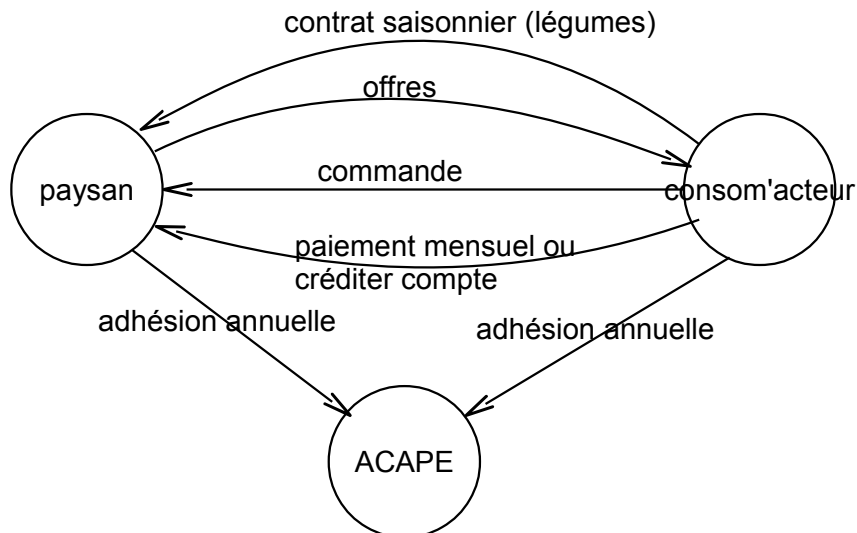 contrat saisonnier (légumes)
offres
commande
paysan
consom'acteur
paiement mensuel ou
créditer compte
adhésion annuelle
adhésion annuelle
ACAPE